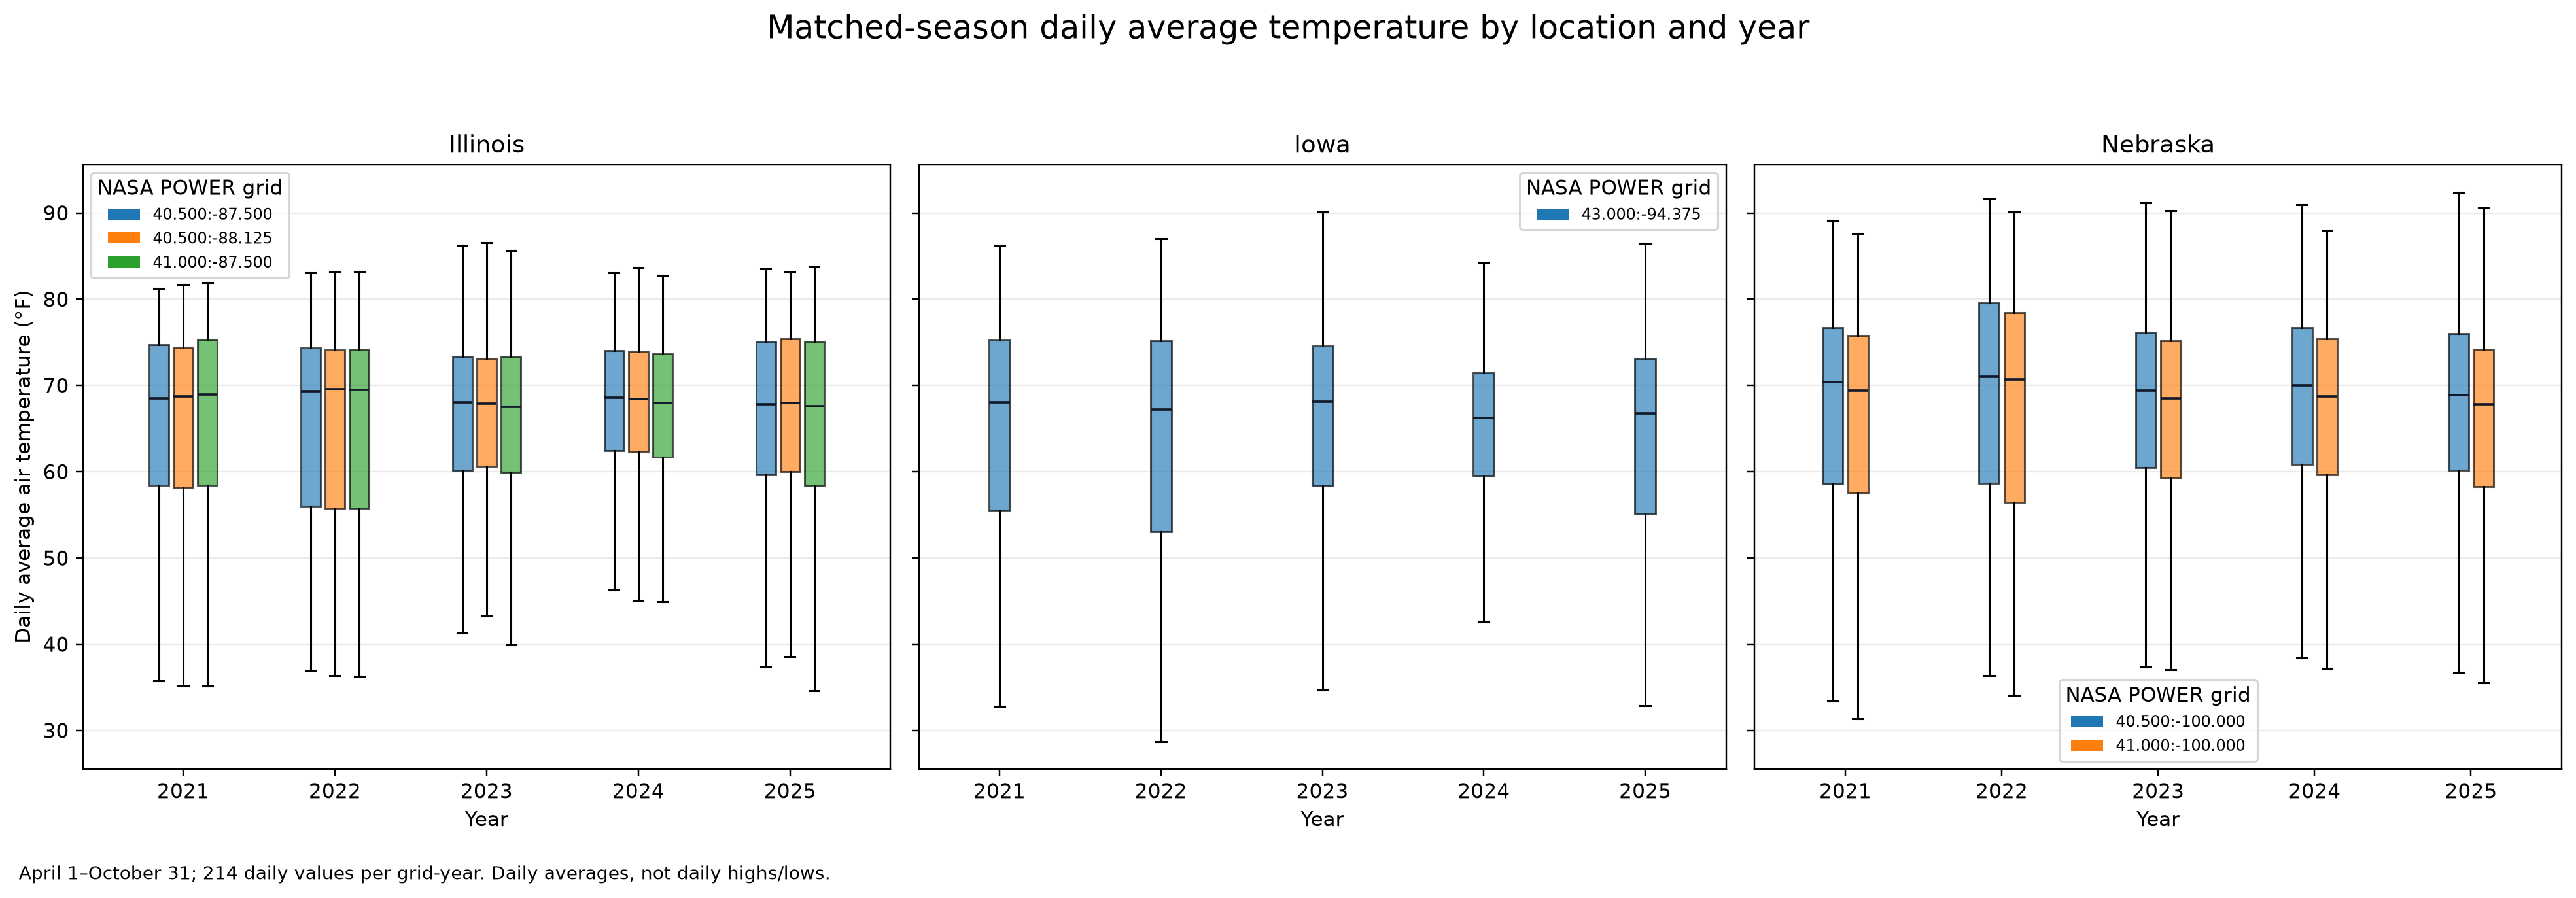 Matched-season daily average temperature by location and year
Illinois
Daily average air temperature (°F)
90
80
70
60
50
40
30
NASA POWER grid
40.500:-87.500
40.500:-88.125
41.000:-87.500
2021 2022 2023 2024 2025
Year
Iowa
NASA POWER grid
43.000:-94.375
2021 2022 2023 2024 2025
Year
Nebraska
NASA POWER grid
40.500:-100.000
41.000:-100.000
2021 2022 2023 2024 2025
Year
April 1–October 31; 214 daily values per grid-year. Daily averages, not daily highs/lows.